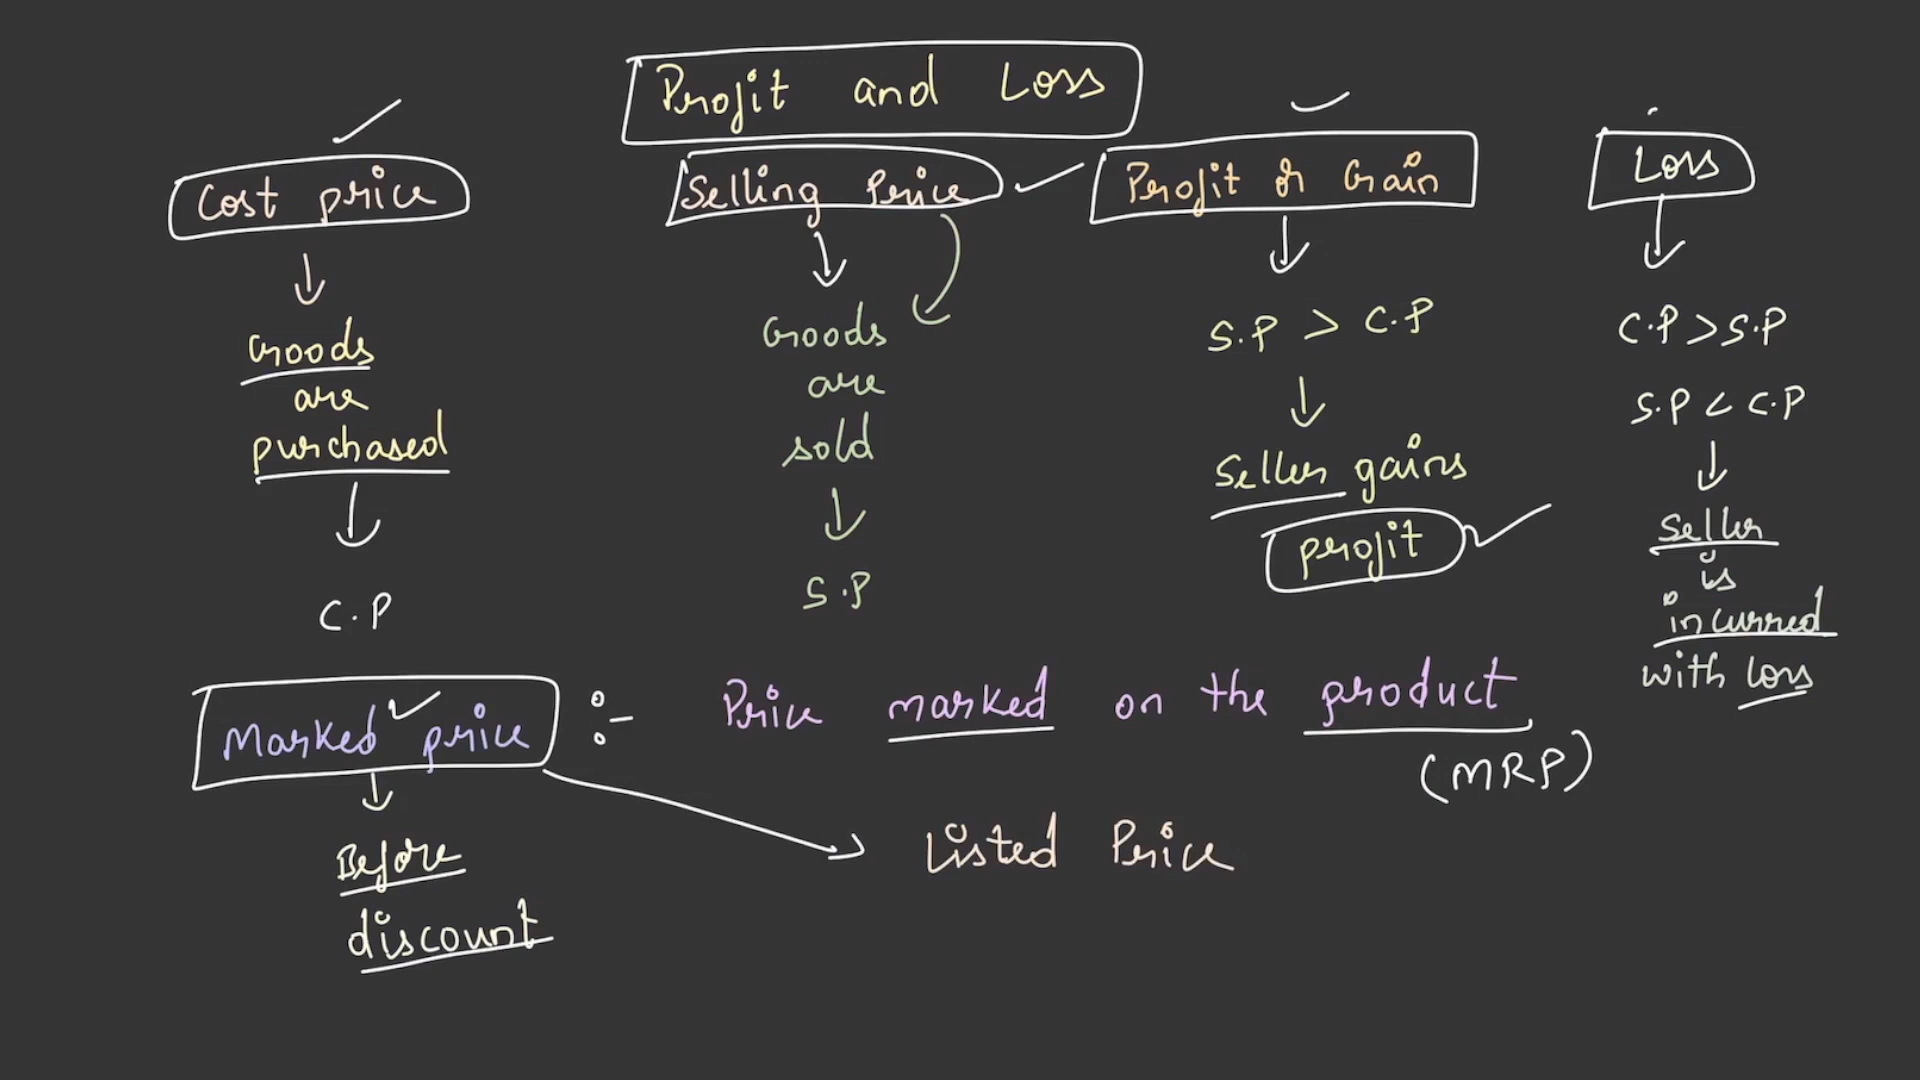 Profit and Loss
Cost price
Goods
are
purchased
C.P
Selling Price
Goods
are
sold
S.P
Profit or Gain
S.P > C.P
Seller gains
profit
Loss
C.P > S.P
S.P < C.P
Seller
is
incurred
with loss
Marked price :- Price marked on the product
(MRP)
Before
discount
Listed Price